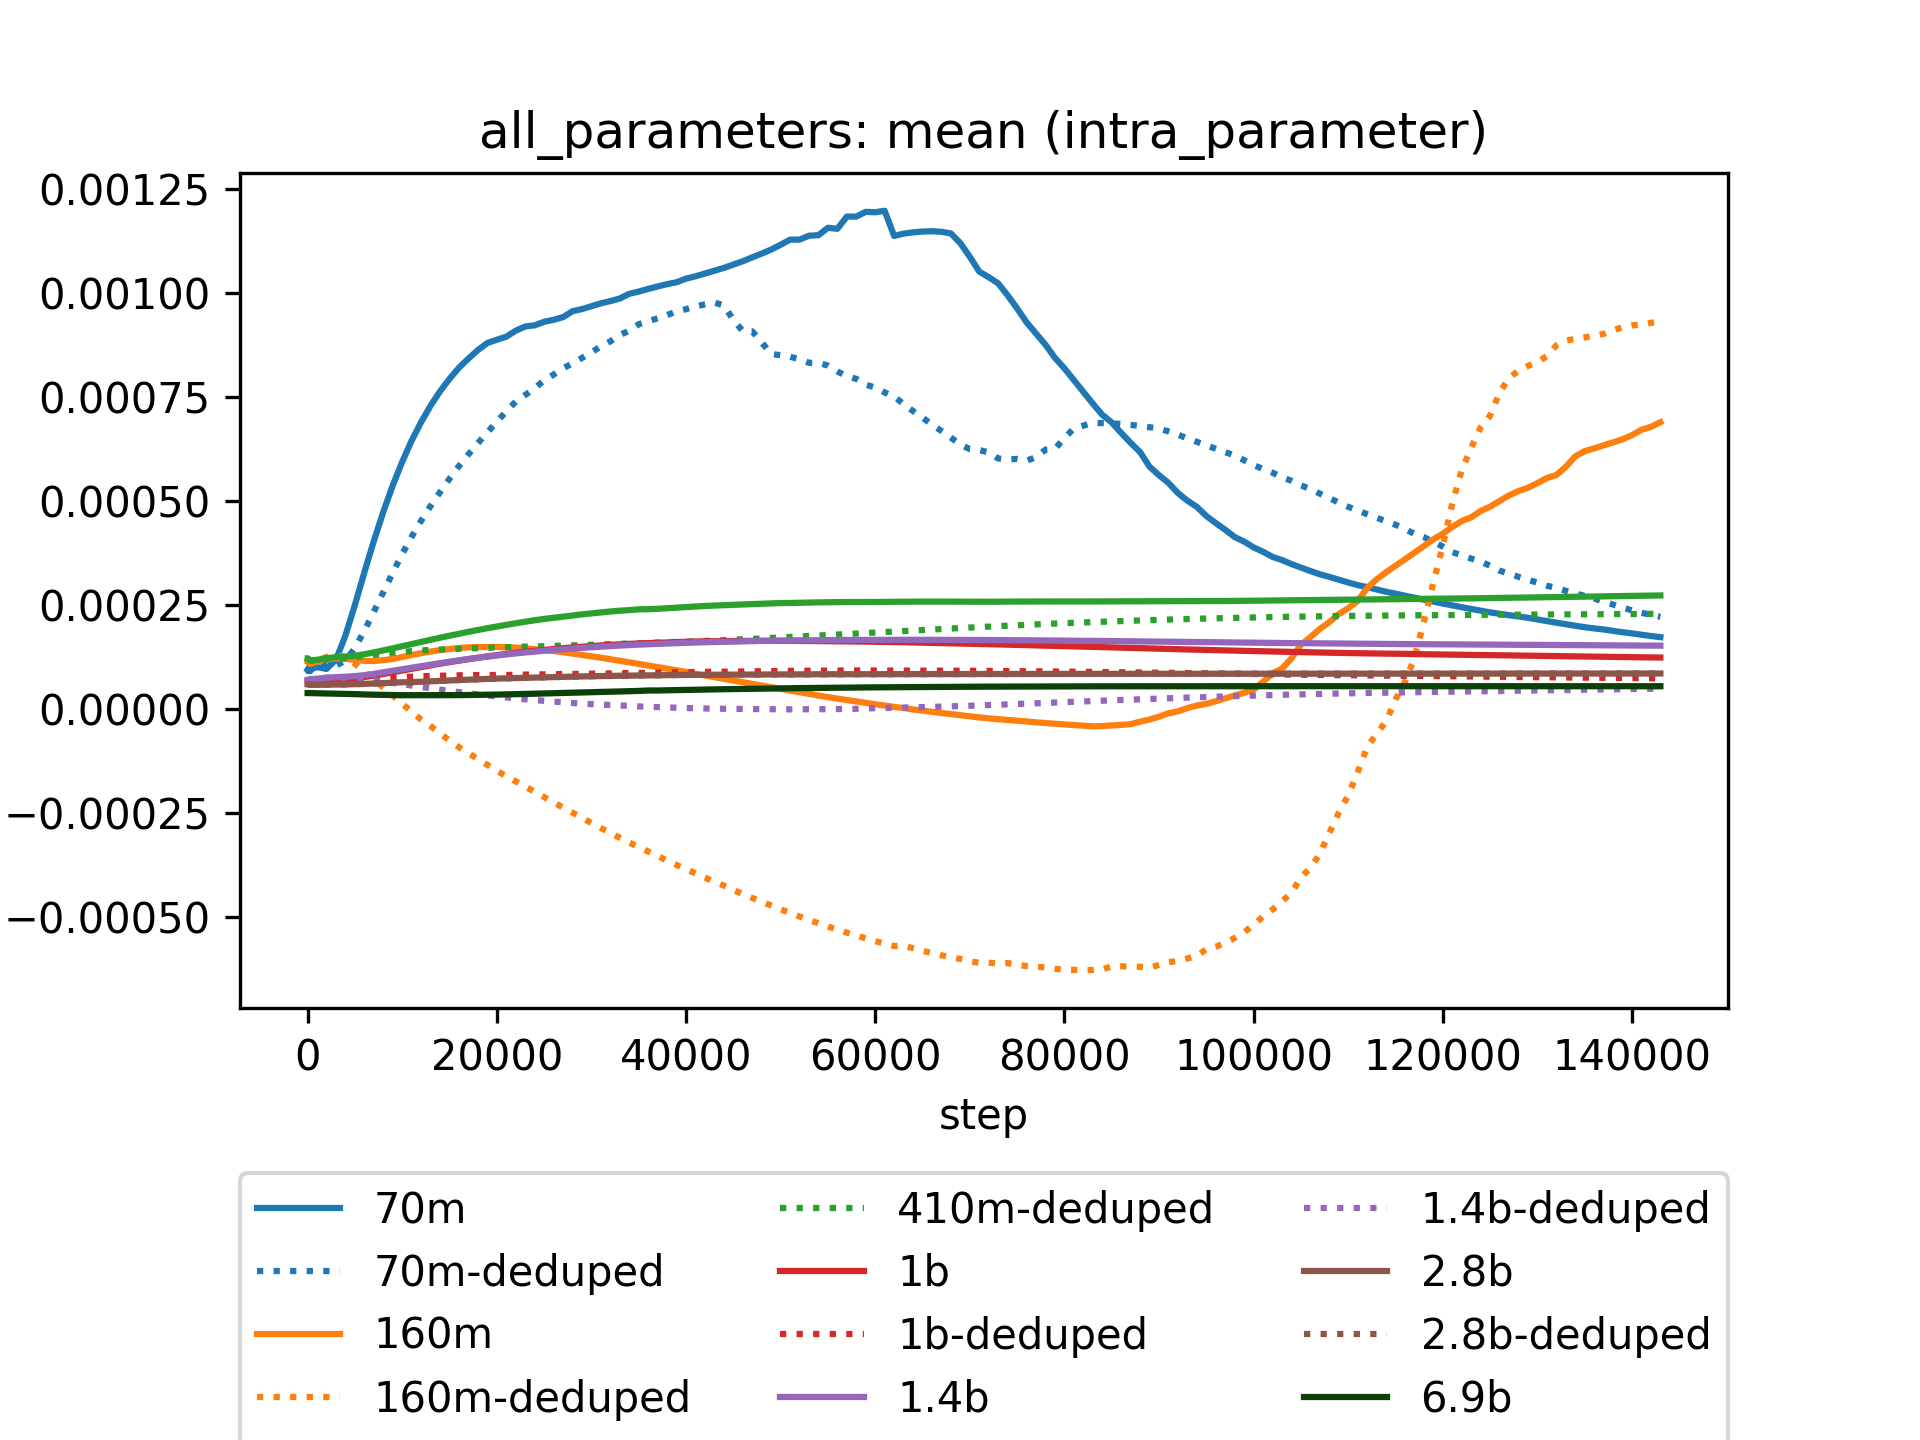 all_parameters: mean (intra_parameter)
0.00125
0.00100
0.00075
0.00050
0.00025
0.00000
−0.00025
−0.00050
0 20000 40000 60000 80000 100000 120000 140000
step
70m 410m-deduped 1.4b-deduped
70m-deduped 1b 2.8b
160m 1b-deduped 2.8b-deduped
160m-deduped 1.4b 6.9b